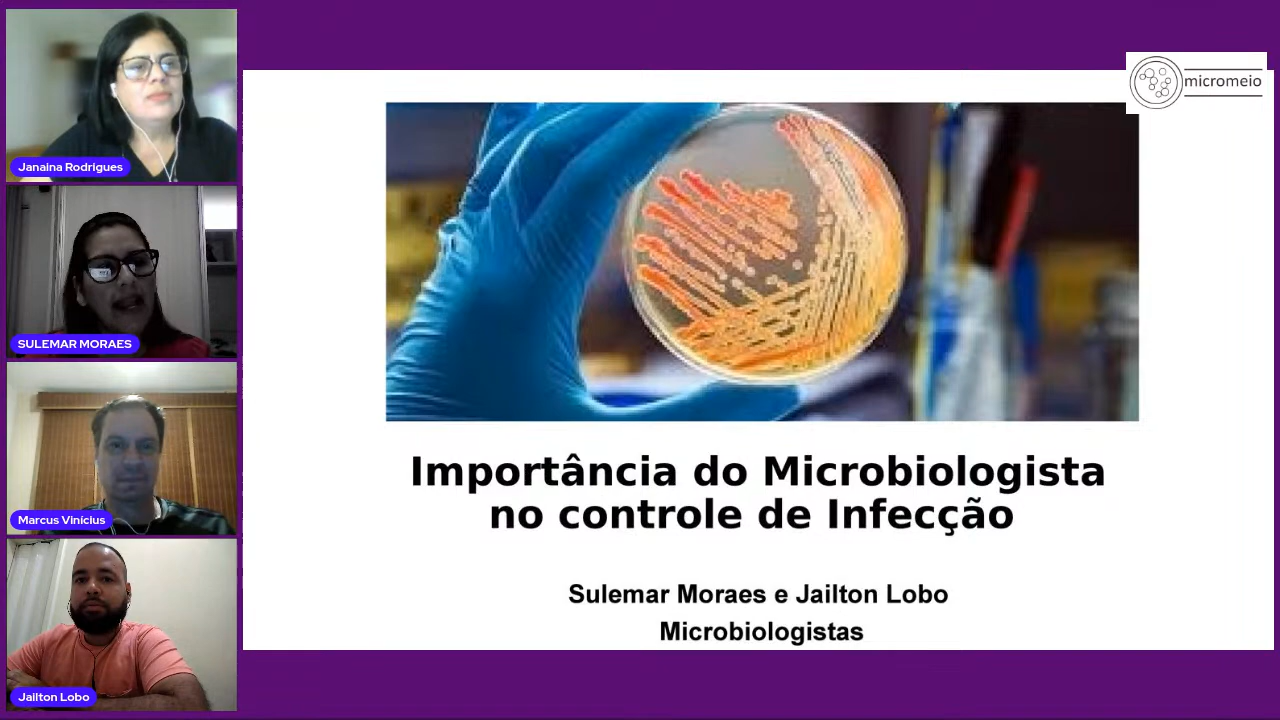 Janaina Rodrigues
SULEMAR MORAES
Marcus Vinícius
Jailton Lobo
micromeio
Importância do Microbiologista
no controle de Infecção
Sulemar Moraes e Jailton Lobo
Microbiologistas